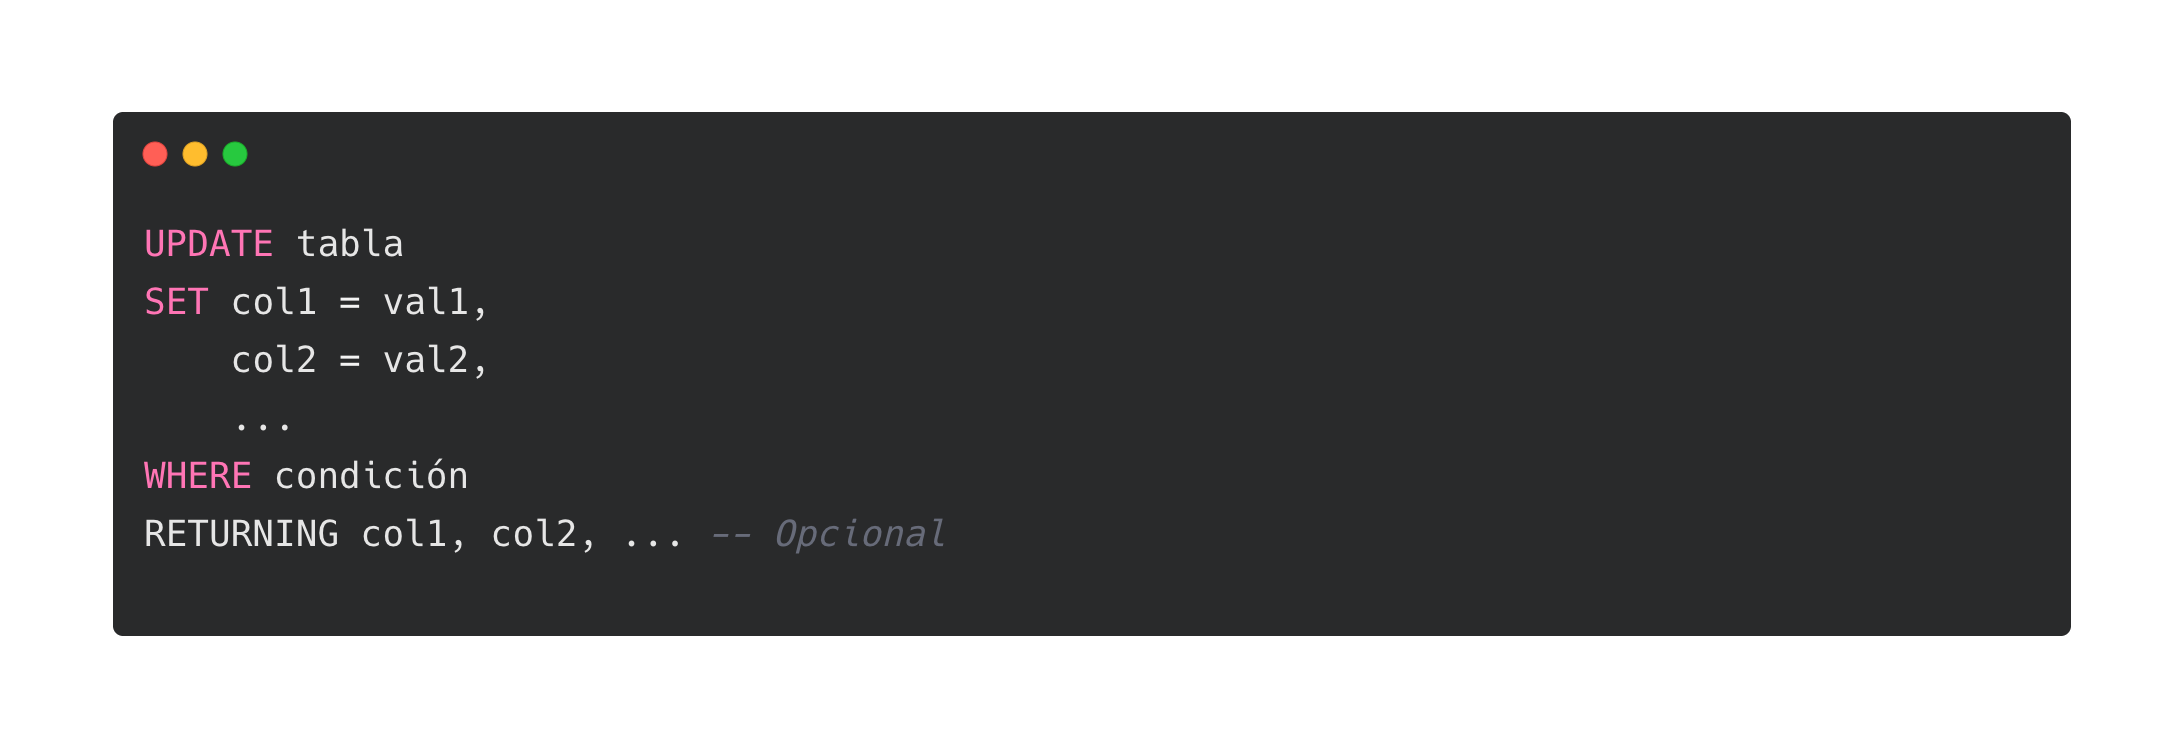 UPDATE tabla
SET col1 = val1,
    col2 = val2,
    ...
WHERE condición
RETURNING col1, col2, ... -- Opcional